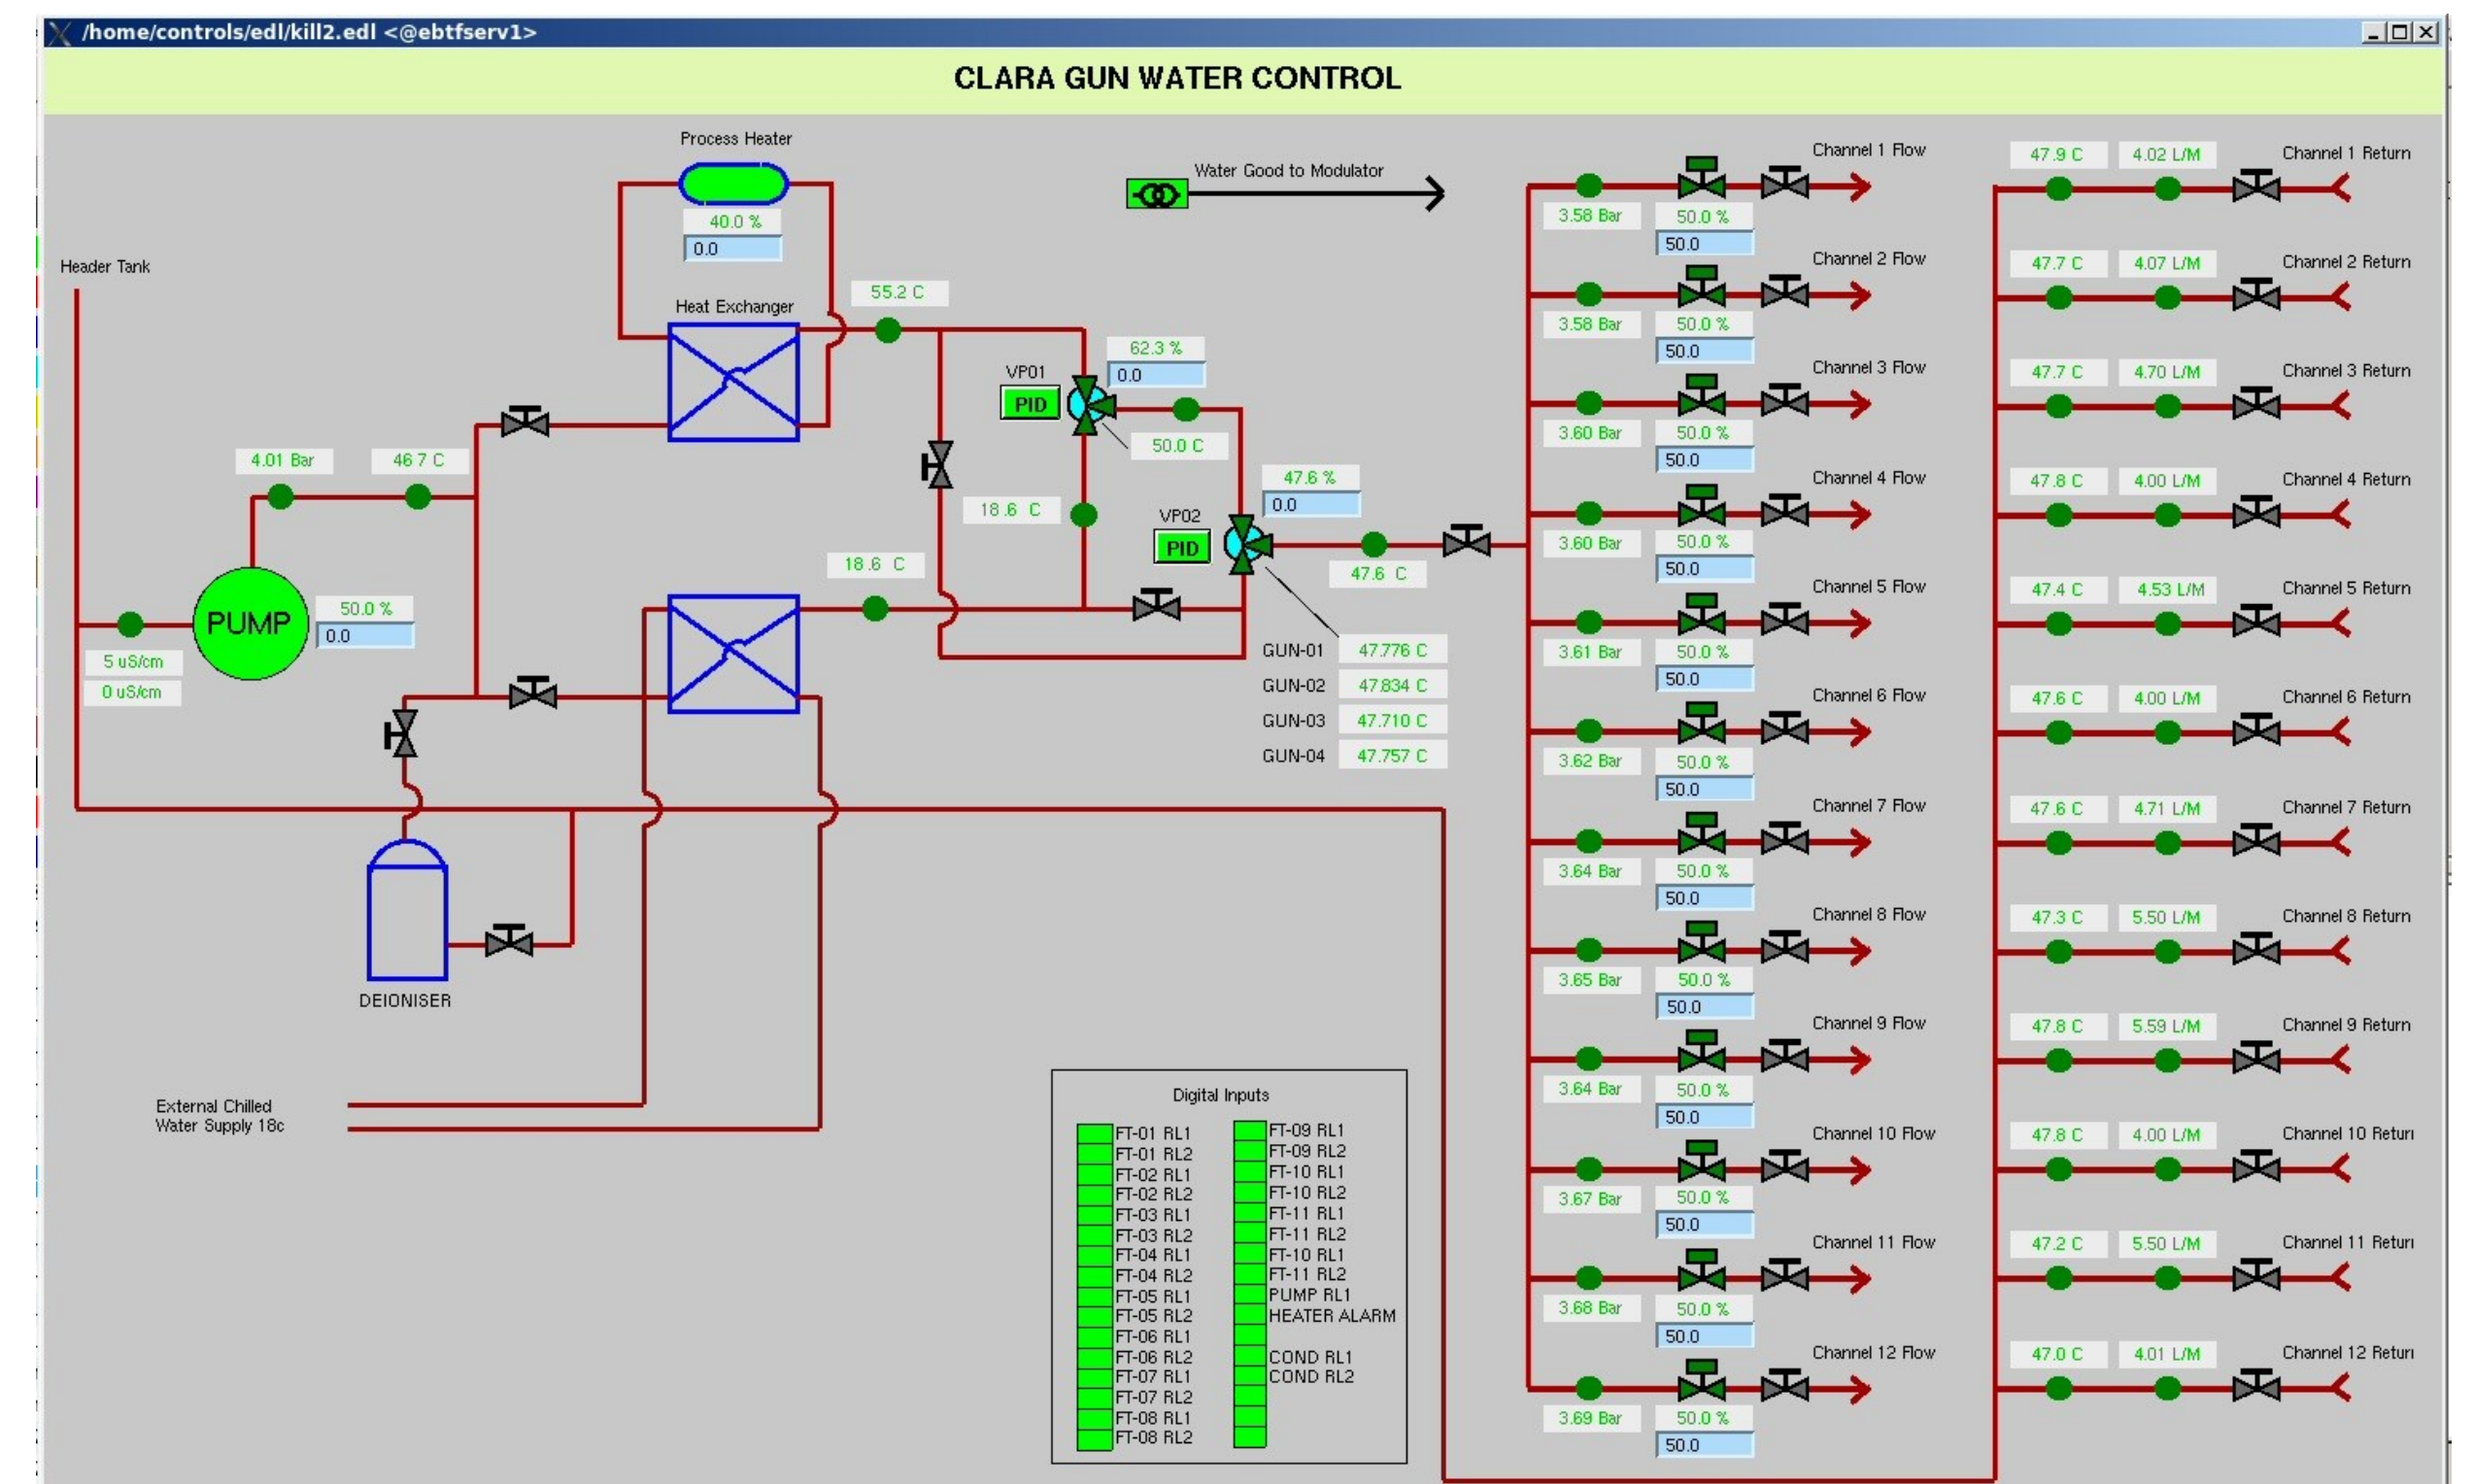 /home/controls/edl/kill2.edl <@ebtfserv1>
CLARA GUN WATER CONTROL
Process Heater
40.0 %
0.0
Header Tank
Heat Exchanger
55.2 C
Water Good to Modulator
VP01
PID
62.3 %
0.0
50.0 C
4.01 Bar
46.7 C
18.6 C
47.6 %
0.0
VP02
PID
47.6 C
18.6 C
PUMP
50.0 %
0.0
5 uS/cm
0 uS/cm
GUN-01 47.776 C
GUN-02 47.834 C
GUN-03 47.710 C
GUN-04 47.757 C
DEIONISER
External Chilled
Water Supply 18c
Digital Inputs
FT-01 RL1
FT-01 RL2
FT-02 RL1
FT-02 RL2
FT-03 RL1
FT-03 RL2
FT-04 RL1
FT-04 RL2
FT-05 RL1
FT-05 RL2
FT-06 RL1
FT-06 RL2
FT-07 RL1
FT-07 RL2
FT-08 RL1
FT-08 RL2
FT-09 RL1
FT-09 RL2
FT-10 RL1
FT-10 RL2
FT-11 RL1
FT-11 RL2
FT-10 RL1
FT-11 RL2
PUMP RL1
HEATER ALARM
COND RL1
COND RL2
Channel 1 Flow
3.58 Bar
50.0 %
50.0
Channel 2 Flow
3.58 Bar
50.0 %
50.0
Channel 3 Flow
3.60 Bar
50.0 %
50.0
Channel 4 Flow
3.60 Bar
50.0 %
50.0
Channel 5 Flow
3.61 Bar
50.0 %
50.0
Channel 6 Flow
3.62 Bar
50.0 %
50.0
Channel 7 Flow
3.64 Bar
50.0 %
50.0
Channel 8 Flow
3.65 Bar
50.0 %
50.0
Channel 9 Flow
3.64 Bar
50.0 %
50.0
Channel 10 Flow
3.67 Bar
50.0 %
50.0
Channel 11 Flow
3.68 Bar
50.0 %
50.0
Channel 12 Flow
3.69 Bar
50.0 %
50.0
47.9 C 4.02 L/M Channel 1 Return
47.7 C 4.07 L/M Channel 2 Return
47.7 C 4.70 L/M Channel 3 Return
47.8 C 4.00 L/M Channel 4 Return
47.4 C 4.53 L/M Channel 5 Return
47.6 C 4.00 L/M Channel 6 Return
47.6 C 4.71 L/M Channel 7 Return
47.3 C 5.50 L/M Channel 8 Return
47.8 C 5.59 L/M Channel 9 Return
47.8 C 4.00 L/M Channel 10 Return
47.2 C 5.50 L/M Channel 11 Return
47.0 C 4.01 L/M Channel 12 Return